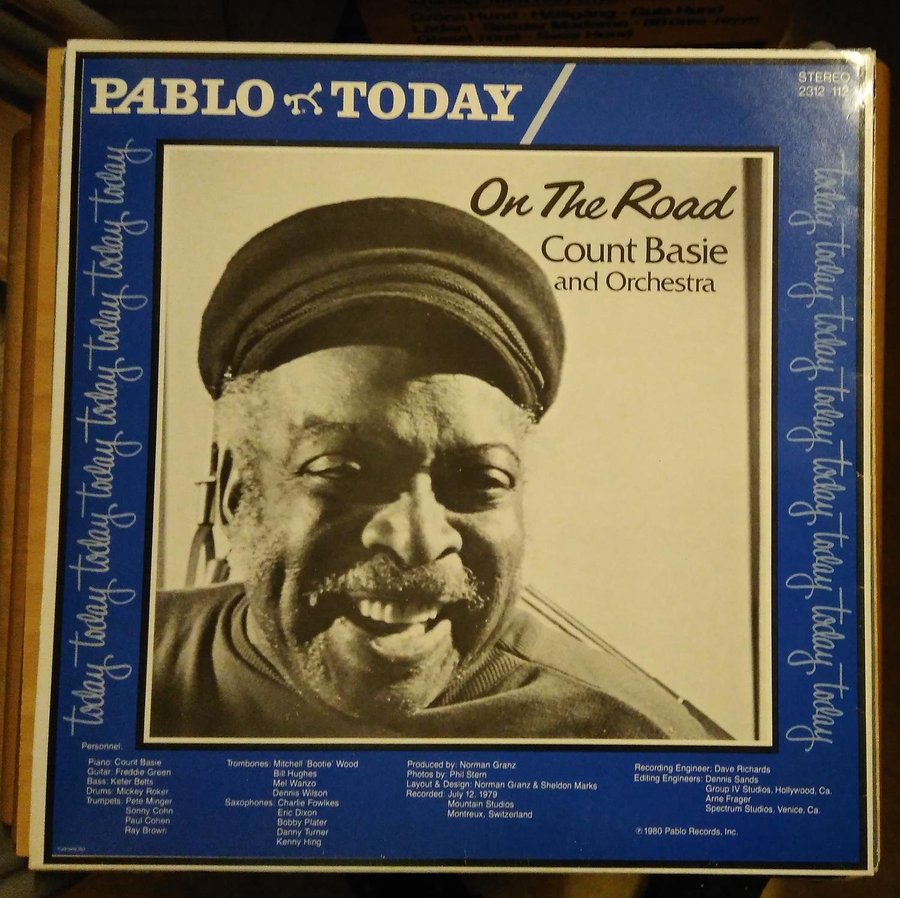 PABLO TODAY
STEREO
2312 112
today today today today today today today
today today today today today today today today
On The Road
Count Basie
and Orchestra
Personnel:
Piano: Count Basie
Guitar: Freddie Green
Bass: Keter Betts
Drums: Mickey Roker
Trumpets: Pete Minger
Sonny Cohn
Paul Cohen
Ray Brown
Trombones: Mitchell 'Bootie' Wood
Bill Hughes
Mel Wanzo
Dennis Wilson
Saxophones: Charlie Fowlkes
Eric Dixon
Bobby Plater
Danny Turner
Kenny Hing
Produced by: Norman Granz
Photos by: Phil Stern
Layout & Design: Norman Granz & Sheldon Marks
Recorded: July 12, 1979
Mountain Studios
Montreux, Switzerland
Recording Engineer: Dave Richards
Editing Engineers: Dennis Sands
Group IV Studios, Hollywood, Ca.
Arne Frager
Spectrum Studios, Venice, Ca.
℗ 1980 Pablo Records, Inc.